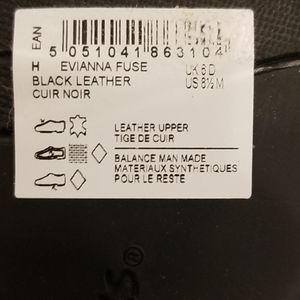 EAN
5 051041 863104
H EVIANNA FUSE
UK 6 D
BLACK LEATHER
US 8½ M
CUIR NOIR
LEATHER UPPER
TIGE DE CUIR
BALANCE MAN MADE
MATERIAUX SYNTHETIQUES
POUR LE RESTE